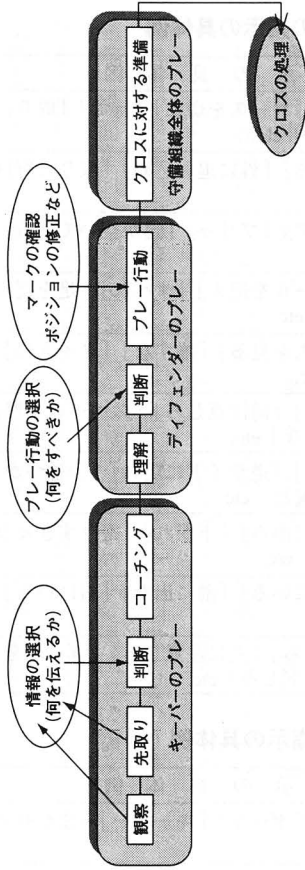 情報の選択
(何を伝えるか)
プレー行動の選択
(何をすべきか)
マークの確認
ポジションの修正など
観察
先取り
判断
コーチング
理解
判断
プレー行動
クロスに対する準備
キーパーのプレー
ディフェンダーのプレー
守備組織全体のプレー
クロスの処理